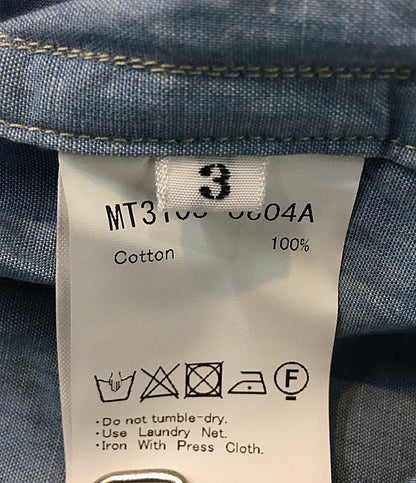 3
Cotton 100%
F
・Do not tumble-dry.
・Use Laundry Net.
・Iron With Press Cloth.